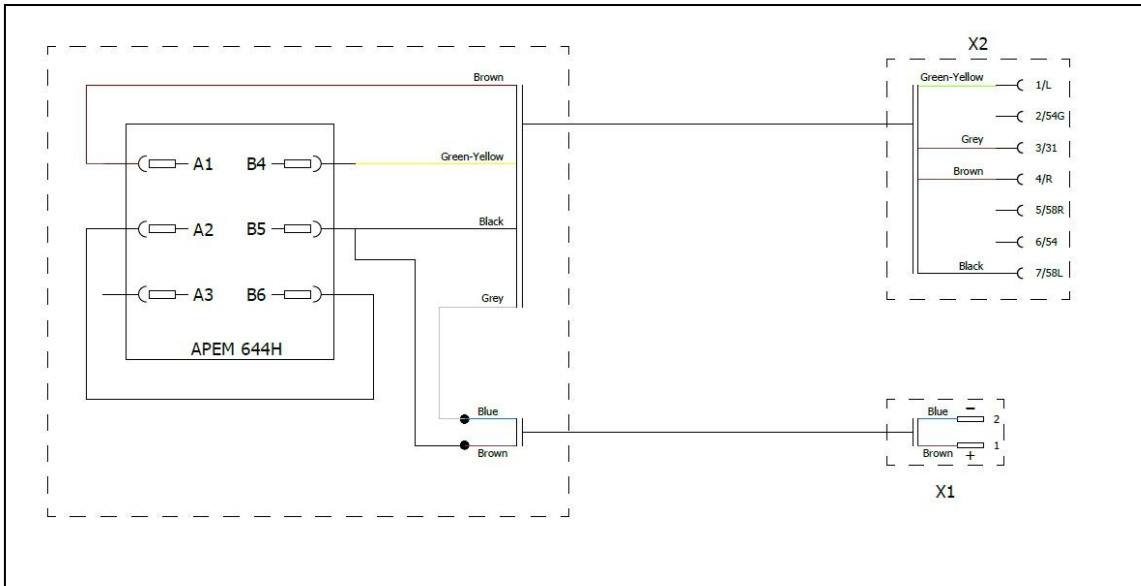 X2
Brown
Green-Yellow
1/L
2/54G
Grey
3/31
Green-Yellow
A1
B4
Brown
4/R
Black
5/58R
A2
B5
6/54
Black
7/58L
Grey
A3
B6
APEM 644H
Blue
Blue
−
2
Brown
Brown
+
1
X1